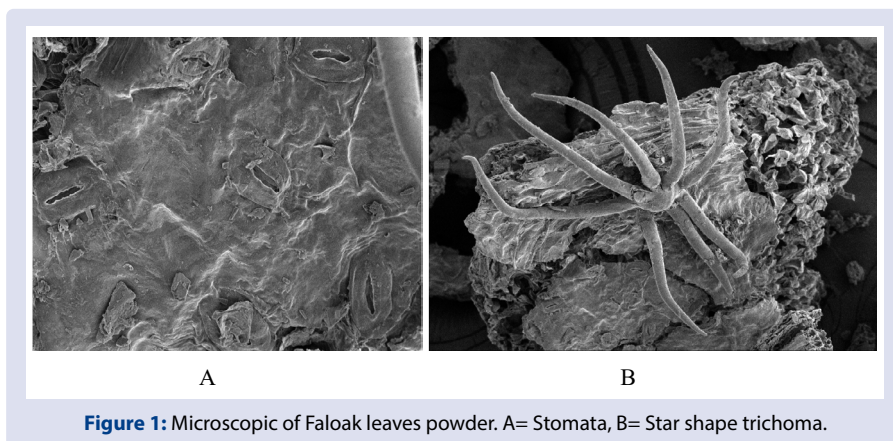 A B
Figure 1: Microscopic of Faloak leaves powder. A= Stomata, B= Star shape trichoma.